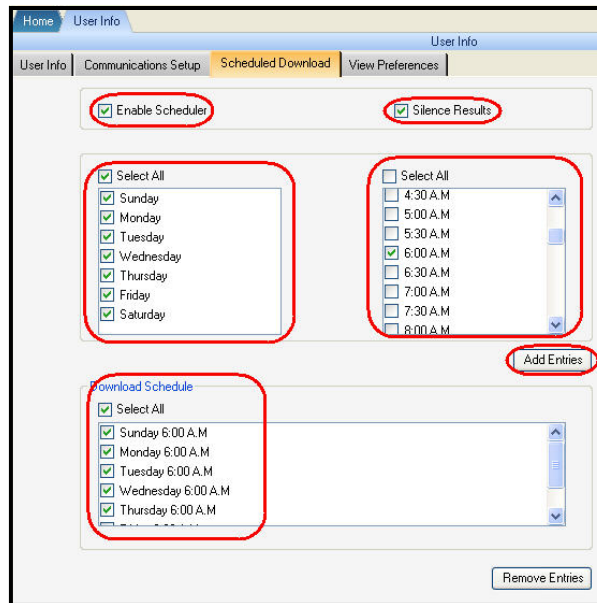 Home User Info
User Info
User Info Communications Setup Scheduled Download View Preferences
Enable Scheduler Silence Results
Select All Select All
Sunday 4:30 A.M
Monday 5:00 A.M
Tuesday 5:30 A.M
Wednesday 6:00 A.M
Thursday 6:30 A.M
Friday 7:00 A.M
Saturday 7:30 A.M
8:00 A.M
Add Entries
Download Schedule
Select All
Sunday 6:00 A.M
Monday 6:00 A.M
Tuesday 6:00 A.M
Wednesday 6:00 A.M
Thursday 6:00 A.M
Remove Entries